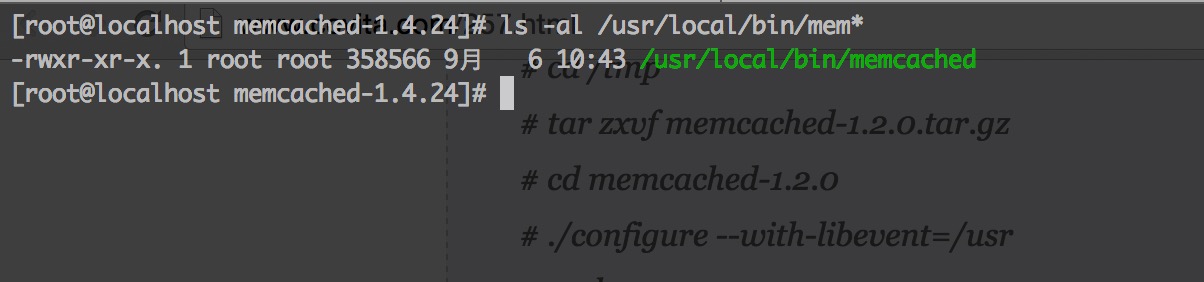 [root@localhost memcached-1.4.24]# ls -al /usr/local/bin/mem*
-rwxr-xr-x. 1 root root 358566 9月   6 10:43 /usr/local/bin/memcached
[root@localhost memcached-1.4.24]#
# cd /tmp
# tar zxvf memcached-1.2.0.tar.gz
# cd memcached-1.2.0
# ./configure --with-libevent=/usr